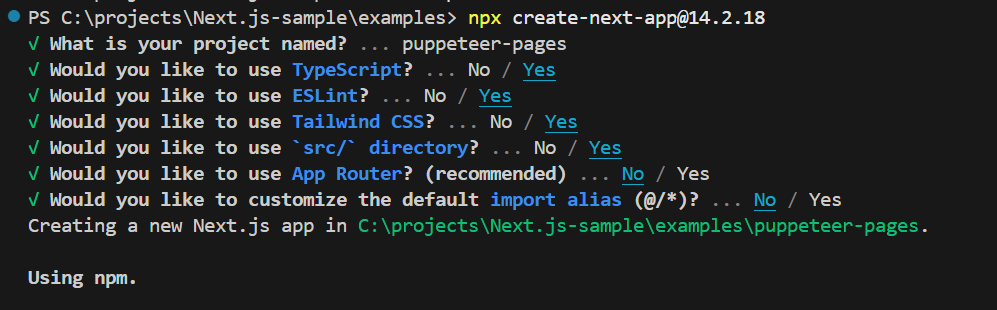 PS C:\projects\Next.js-sample\examples> npx create-next-app@14.2.18
√ What is your project named? ... puppeteer-pages
√ Would you like to use TypeScript? ... No / Yes
√ Would you like to use ESLint? ... No / Yes
√ Would you like to use Tailwind CSS? ... No / Yes
√ Would you like to use `src/` directory? ... No / Yes
√ Would you like to use App Router? (recommended) ... No / Yes
√ Would you like to customize the default import alias (@/*)? ... No / Yes
Creating a new Next.js app in C:\projects\Next.js-sample\examples\puppeteer-pages.
Using npm.